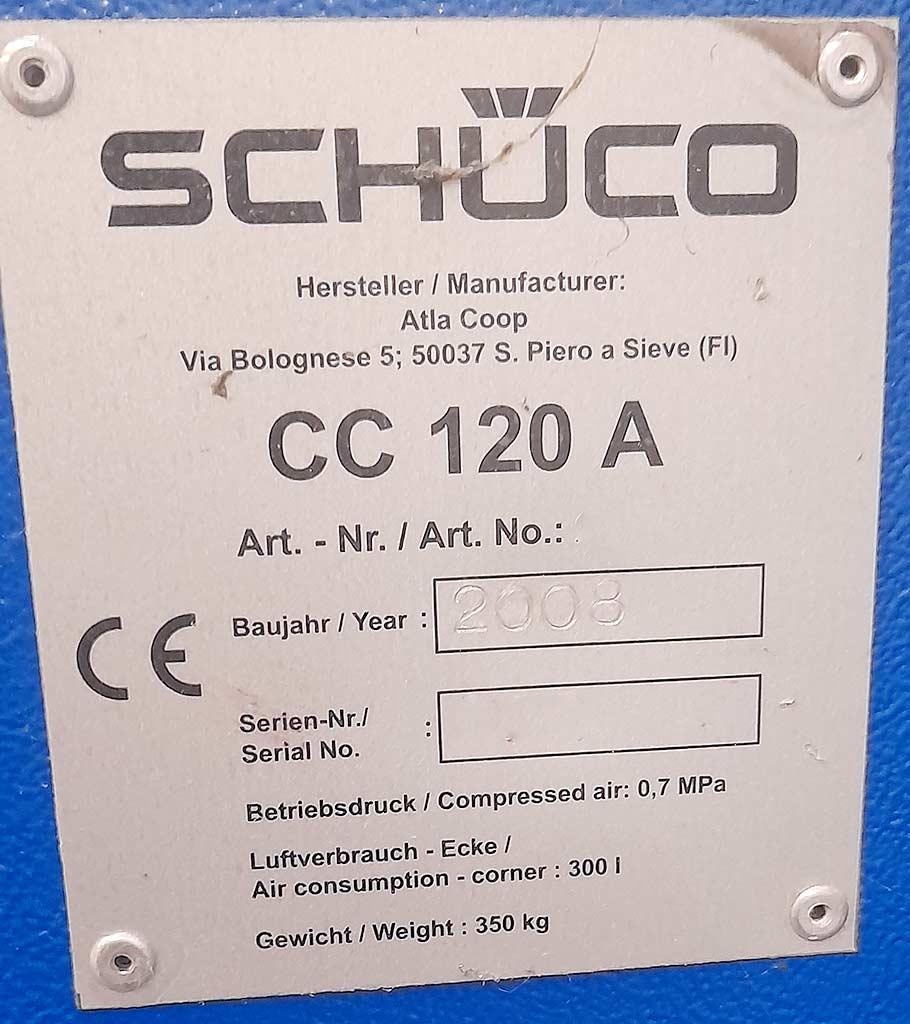 SCHÜCO
Hersteller / Manufacturer:
Atla Coop
Via Bolognese 5; 50037 S. Piero a Sieve (FI)
CC 120 A
Art. - Nr. / Art. No.:
CE
Baujahr / Year : 2008
Serien-Nr./
Serial No. :
Betriebsdruck / Compressed air: 0,7 MPa
Luftverbrauch - Ecke /
Air consumption - corner : 300 l
Gewicht / Weight : 350 kg